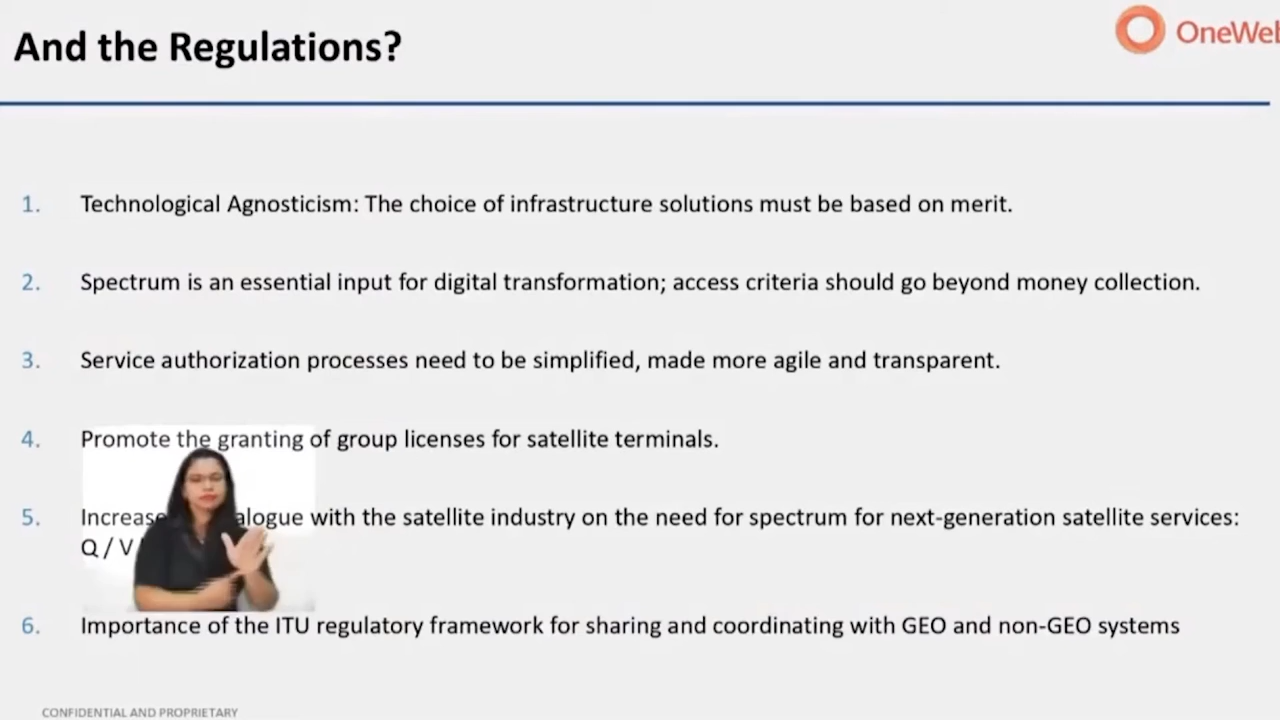 And the Regulations?
OneWeb
1. Technological Agnosticism: The choice of infrastructure solutions must be based on merit.
2. Spectrum is an essential input for digital transformation; access criteria should go beyond money collection.
3. Service authorization processes need to be simplified, made more agile and transparent.
4. Promote the granting of group licenses for satellite terminals.
5. Increase with the satellite industry on the need for spectrum for next-generation satellite services:
Q / V
6. Importance of the ITU regulatory framework for sharing and coordinating with GEO and non-GEO systems
CONFIDENTIAL AND PROPRIETARY